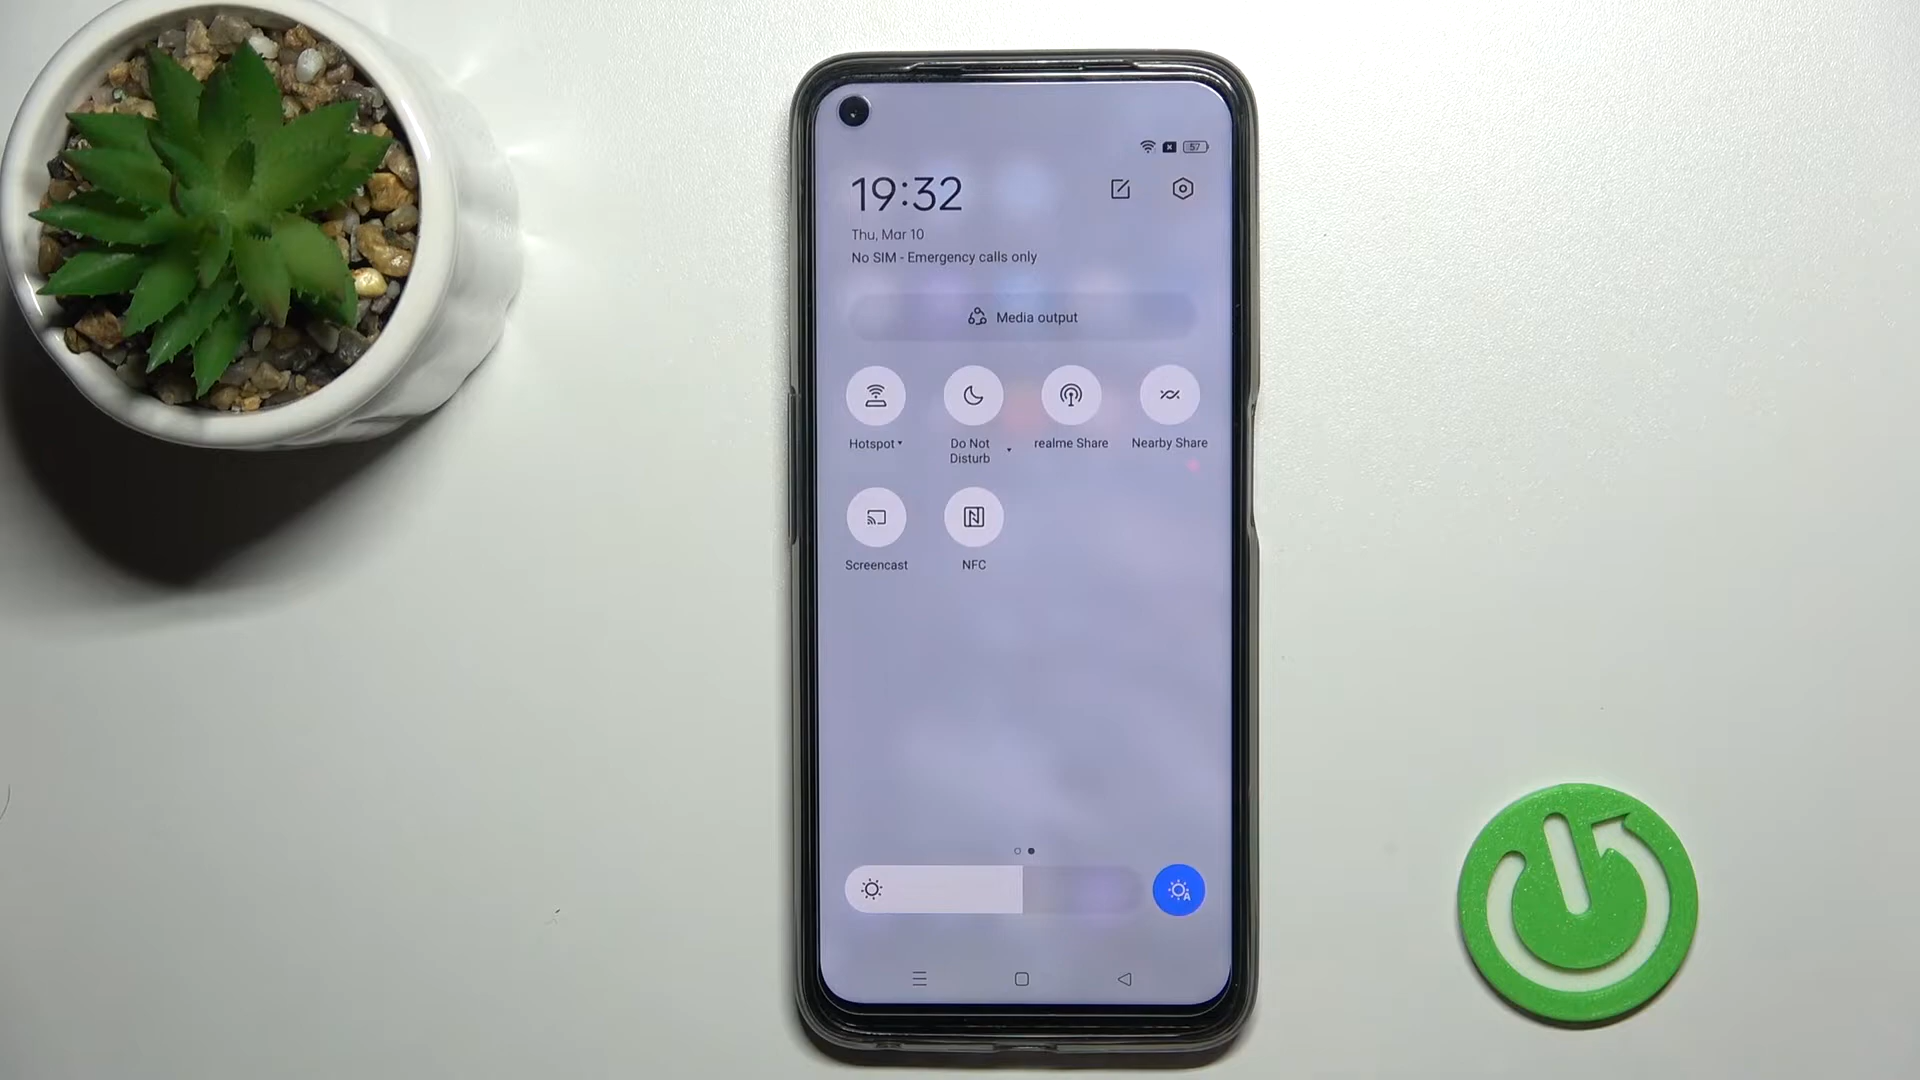 57
19:32
Thu, Mar 10
No SIM - Emergency calls only
Media output
Hotspot
Do Not
Disturb
realme Share
Nearby Share
Screencast
NFC